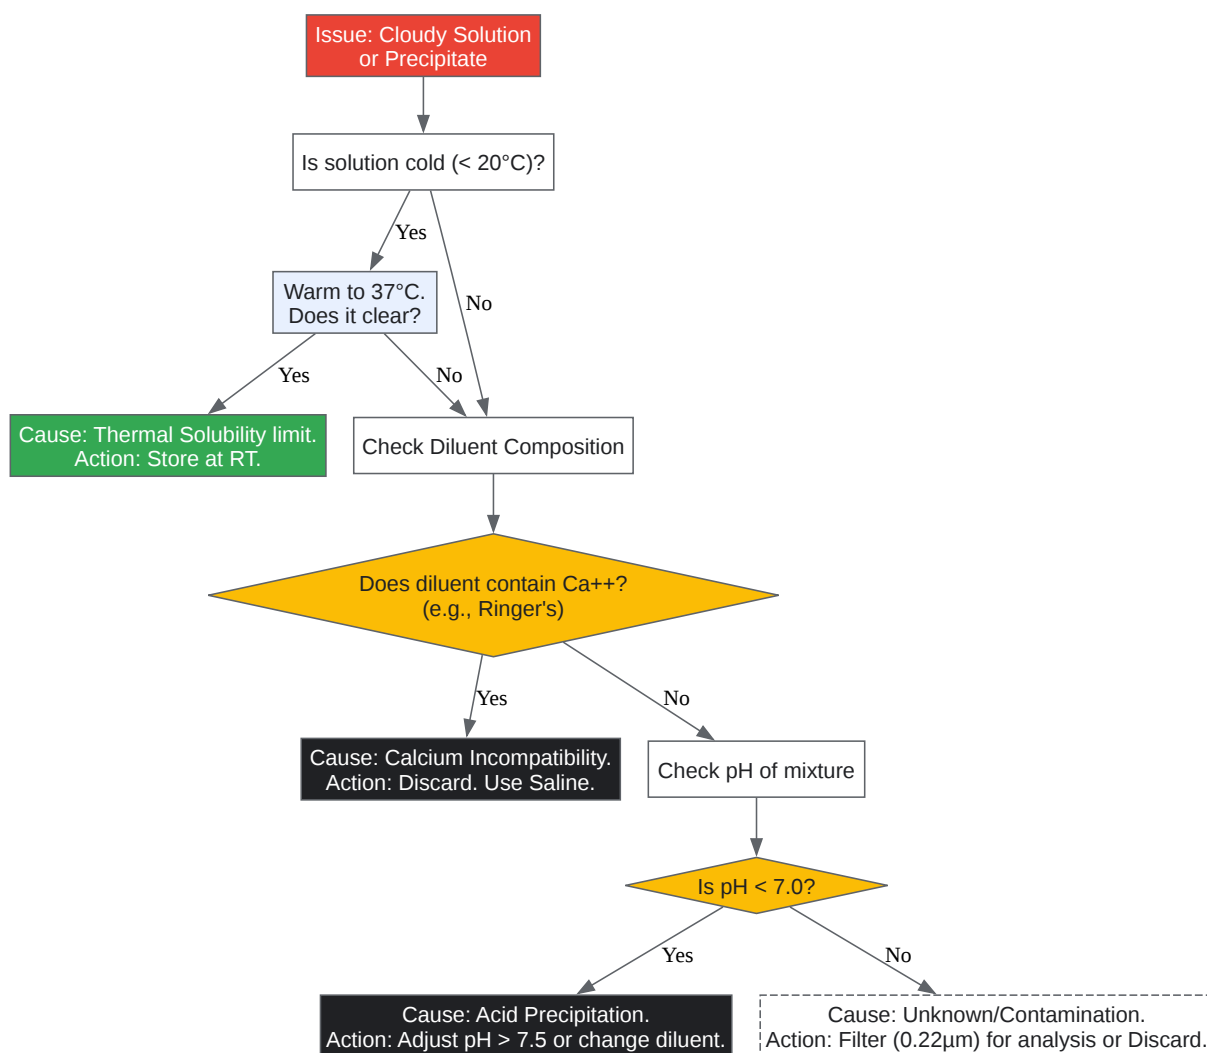 Issue: Cloudy Solution
or Precipitate
Is solution cold (< 20°C)?
Yes
No
Warm to 37°C.
Does it clear?
Yes
No
Cause: Thermal Solubility limit.
Action: Store at RT.
Check Diluent Composition
Does diluent contain Ca++?
(e.g., Ringer's)
Yes
No
Cause: Calcium Incompatibility.
Action: Discard. Use Saline.
Check pH of mixture
Is pH < 7.0?
Yes
No
Cause: Acid Precipitation.
Action: Adjust pH > 7.5 or change diluent.
Cause: Unknown/Contamination.
Action: Filter (0.22µm) for analysis or Discard.